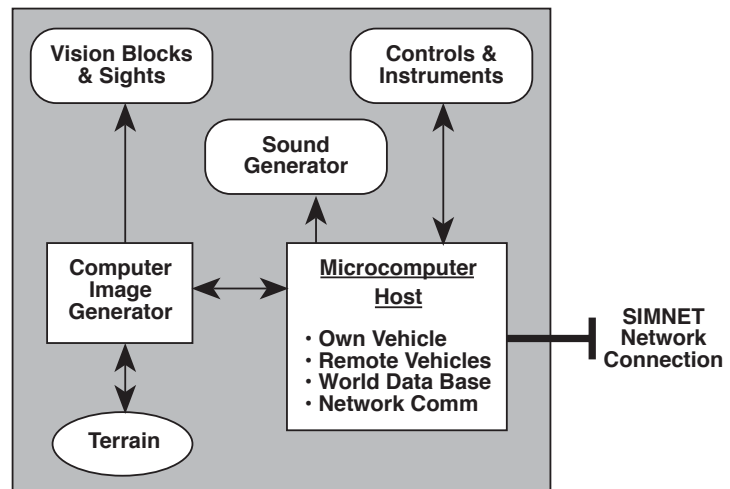 Vision Blocks
& Sights
Controls &
Instruments
Sound
Generator
Computer
Image
Generator
Microcomputer
Host
• Own Vehicle
• Remote Vehicles
• World Data Base
• Network Comm
SIMNET
Network
Connection
Terrain